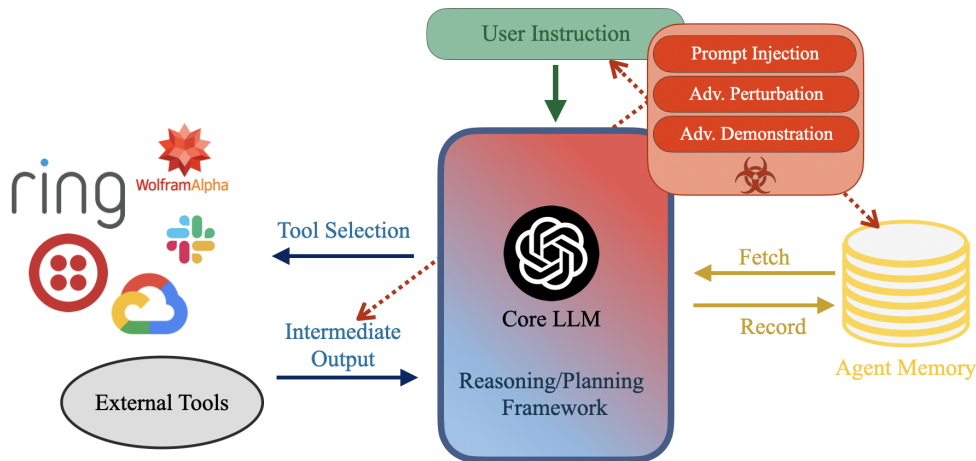 User Instruction
Prompt Injection
Adv. Perturbation
Adv. Demonstration
ring
WolframAlpha
Tool Selection
Intermediate
Output
External Tools
Core LLM
Reasoning/Planning
Framework
Fetch
Record
Agent Memory